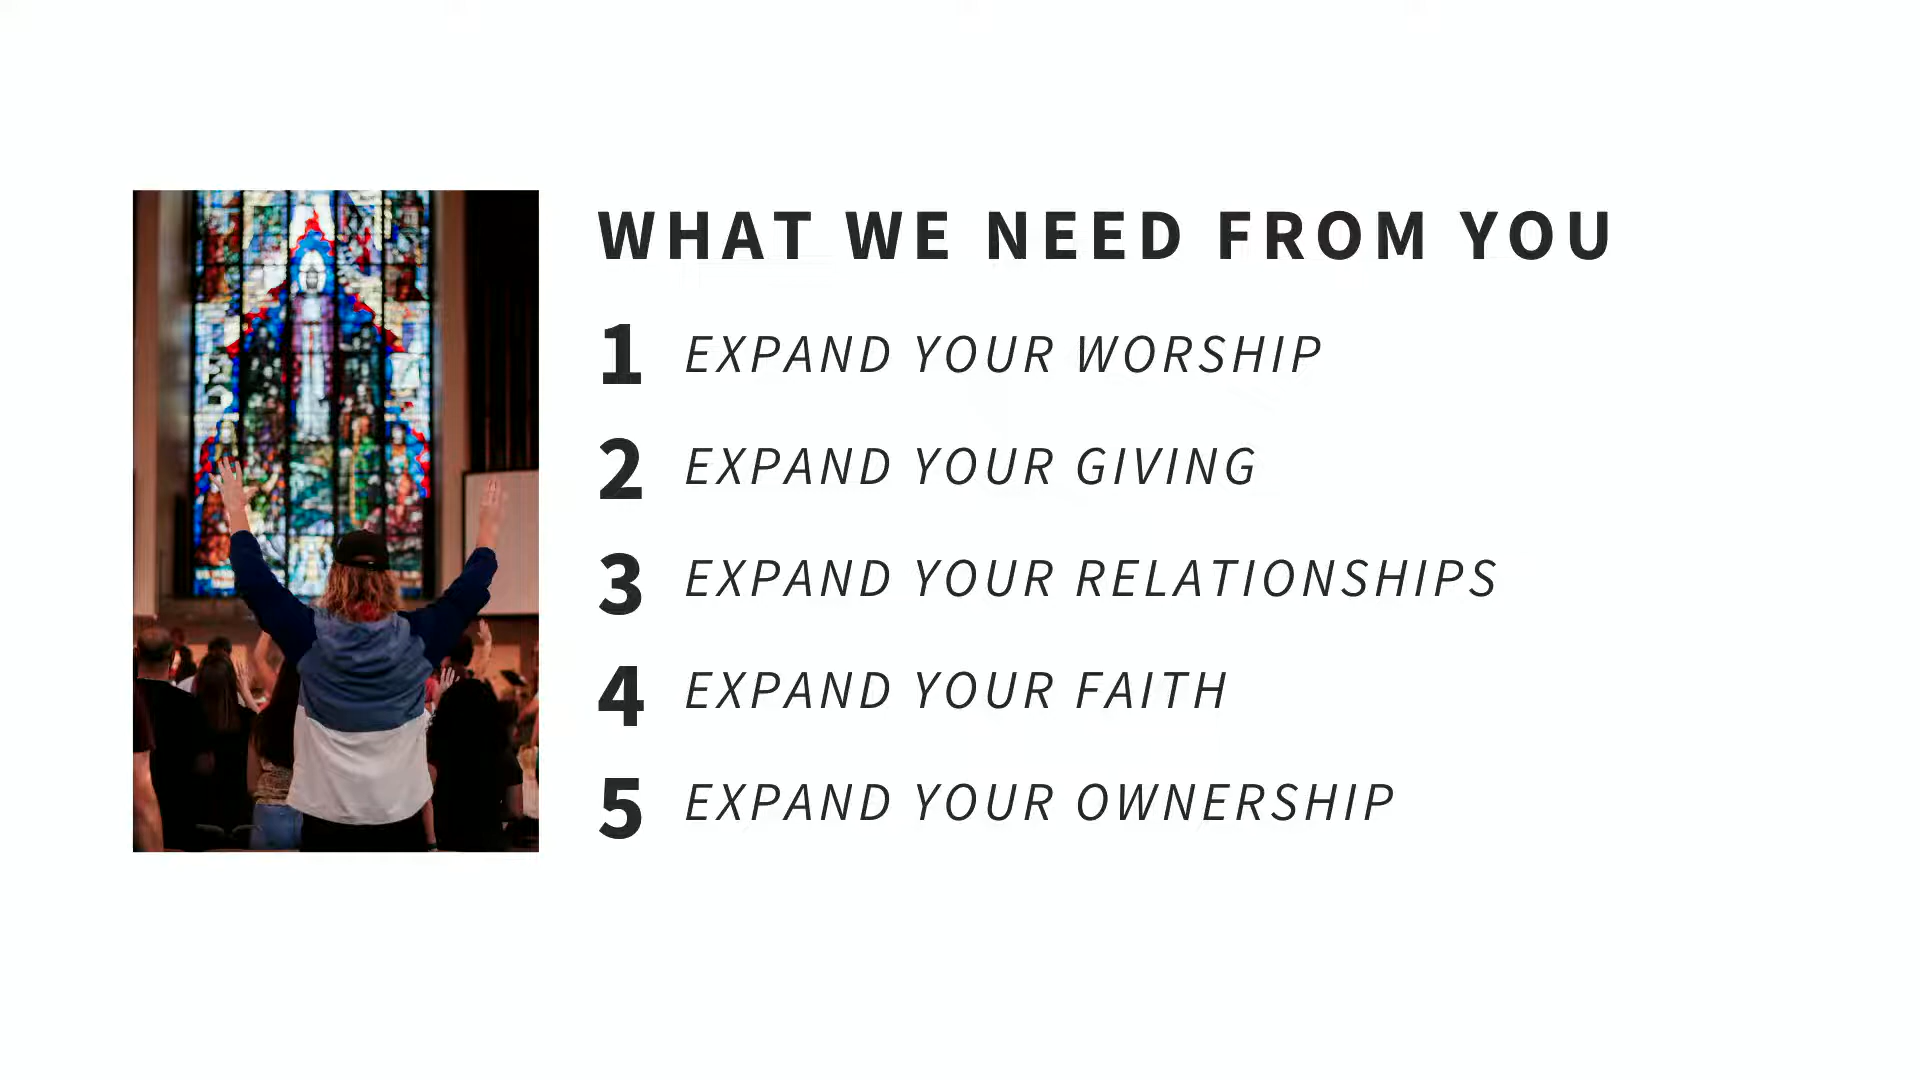 WHAT WE NEED FROM YOU
1 EXPAND YOUR WORSHIP
2 EXPAND YOUR GIVING
3 EXPAND YOUR RELATIONSHIPS
4 EXPAND YOUR FAITH
5 EXPAND YOUR OWNERSHIP